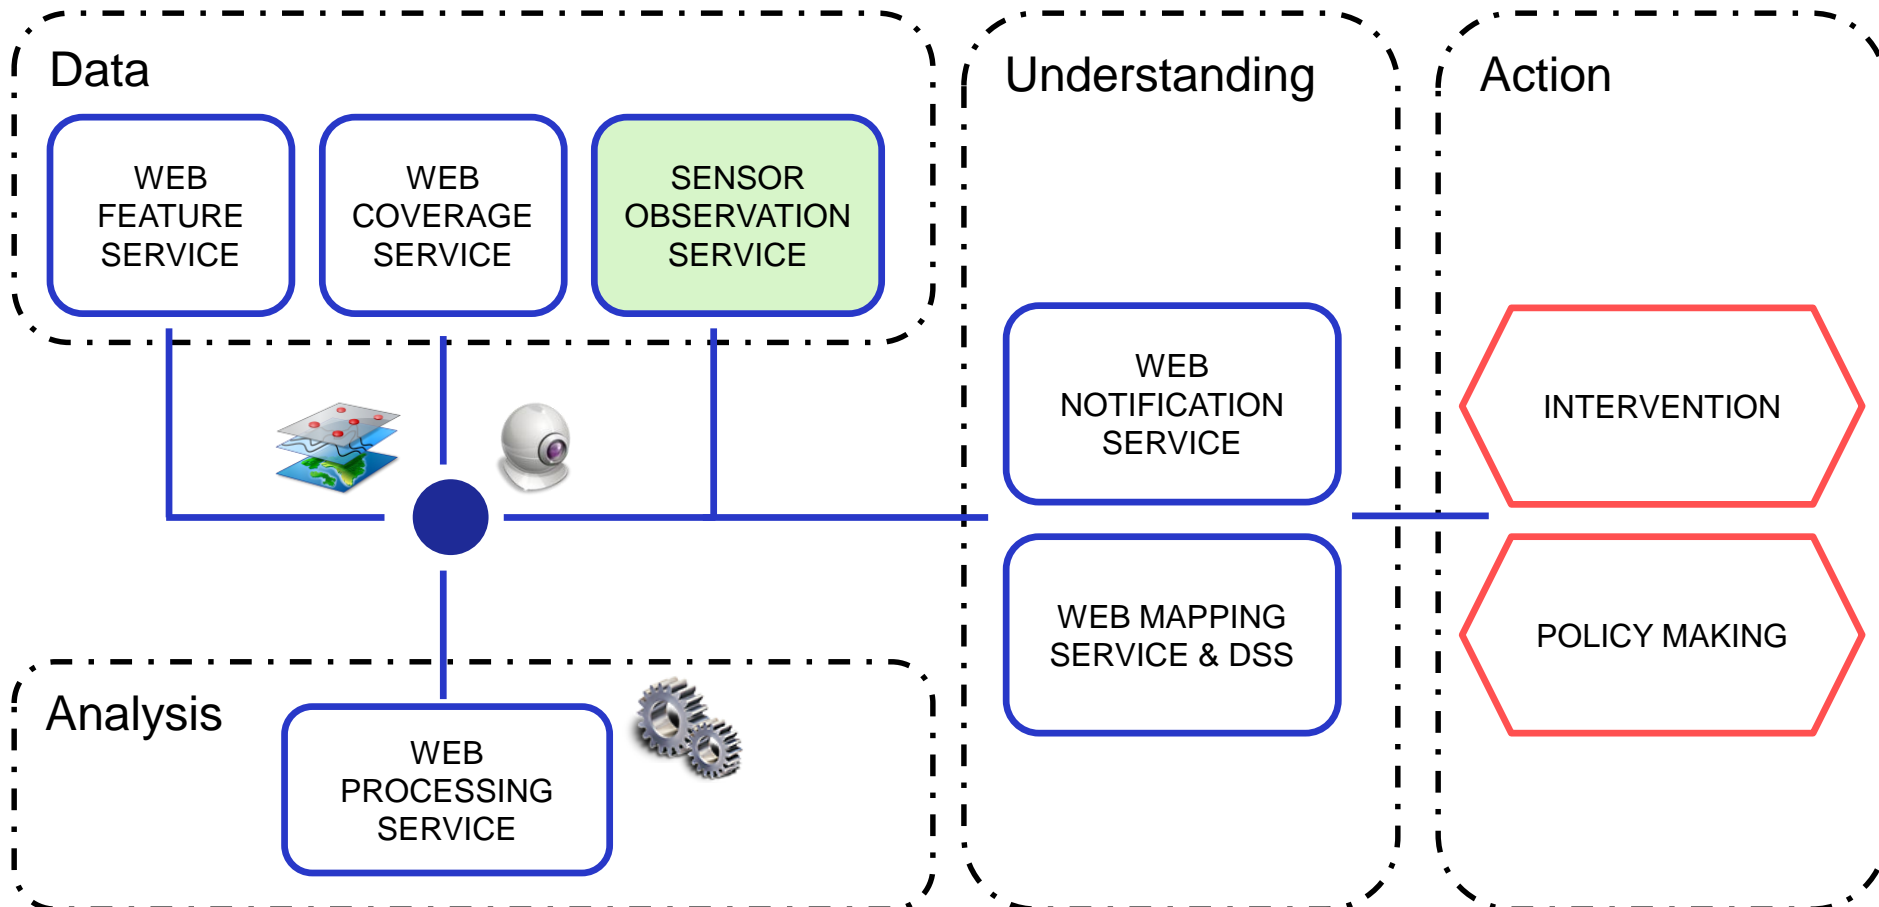 Data
WEB
FEATURE
SERVICE
WEB
COVERAGE
SERVICE
SENSOR
OBSERVATION
SERVICE
Understanding
WEB
NOTIFICATION
SERVICE
WEB MAPPING
SERVICE & DSS
Action
INTERVENTION
POLICY MAKING
Analysis
WEB
PROCESSING
SERVICE